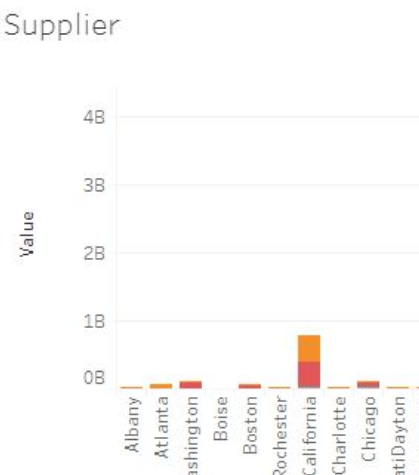 Supplier
4B
3B
2B
1B
0B
Value
Albany
Atlanta
ashington
Boise
Boston
Rochester
California
Charlotte
Chicago
atiDayton